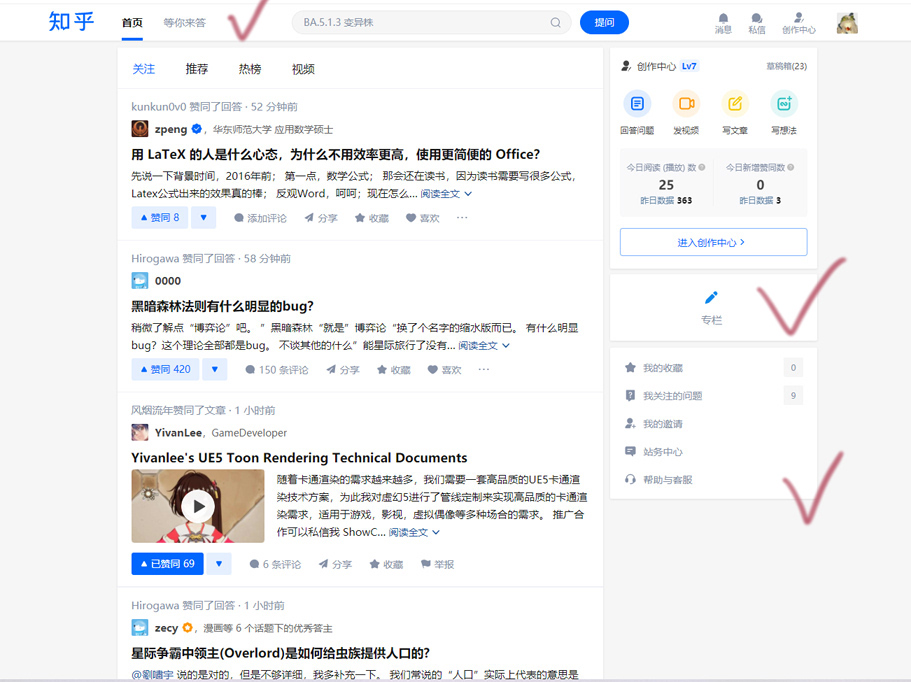 知乎 首页 等你来答 BA.5.1.3 变异株 提问 消息 私信 创作中心
关注 推荐 热榜 视频
kunkun0v0 赞同了回答 · 52 分钟前
zpeng ，华东师范大学 应用数学硕士
用 LaTeX 的人是什么心态，为什么不用效率更高，使用更简便的 Office？
先说一下背景时间，2016年前； 第一点，数学公式； 那会还在读书，因为读书需要写很多公式，
Latex公式出来的效果真的棒； 反观Word，呵呵；现在怎么... 阅读全文
赞同 8 添加评论 分享 收藏 喜欢 ···
Hirogawa 赞同了回答 · 58 分钟前
0000
黑暗森林法则有什么明显的bug？
稍微了解点“博弈论”吧。 ”黑暗森林“就是”博弈论“换了个名字的缩水版而已。 有什么明显
bug？这个理论全部都是bug。 不谈其他的什么”能星际旅行了没有... 阅读全文
赞同 420 150 条评论 分享 收藏 喜欢 ···
风烟流年赞同了文章 · 1 小时前
YivanLee，GameDeveloper
Yivanlee's UE5 Toon Rendering Technical Documents
随着卡通渲染的需求越来越多，我们需要一套高品质的UE5卡通渲
染技术方案，为此我对虚幻5进行了管线定制来实现高品质的卡通渲
染需求，适用于游戏，影视，虚拟偶像等多种场合的需求。 推广合
作可以私信我 ShowC... 阅读全文
已赞同 69 6 条评论 分享 收藏 举报
Hirogawa 赞同了回答 · 1 小时前
zecy ，漫画等 6 个话题下的优秀答主
星际争霸中领主(Overlord)是如何给虫族提供人口的？
@劉嘯宇 说的是对的，但是不够详细，我多补充一下。 我们常说的“人口”实际上代表的意思是
创作中心 Lv7 草稿箱(23)
回答问题 发视频 写文章 写想法
今日阅读 (播放) 数 今日新增赞同数
25 0
昨日数据 363 昨日数据 3
进入创作中心
专栏
我的收藏 0
我关注的问题 9
我的邀请
站务中心
帮助与客服